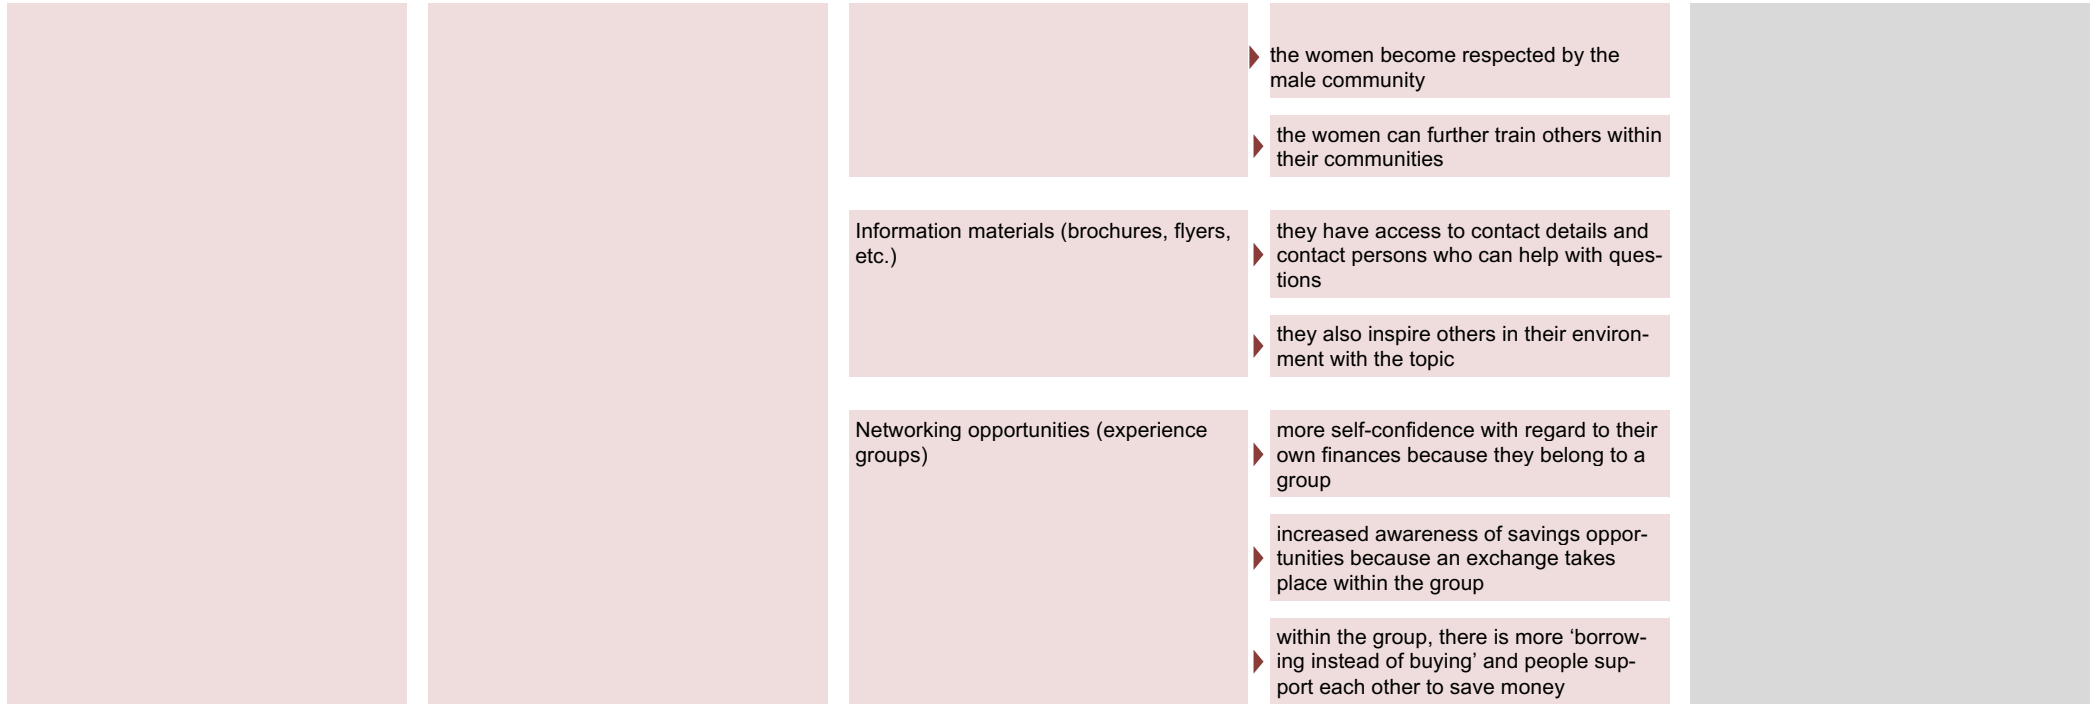 the women become respected by the
male community
the women can further train others within
their communities
Information materials (brochures, flyers,
etc.)
they have access to contact details and
contact persons who can help with ques-
tions
they also inspire others in their environ-
ment with the topic
Networking opportunities (experience
groups)
more self-confidence with regard to their
own finances because they belong to a
group
increased awareness of savings oppor-
tunities because an exchange takes
place within the group
within the group, there is more ‘borrow-
ing instead of buying’ and people sup-
port each other to save money